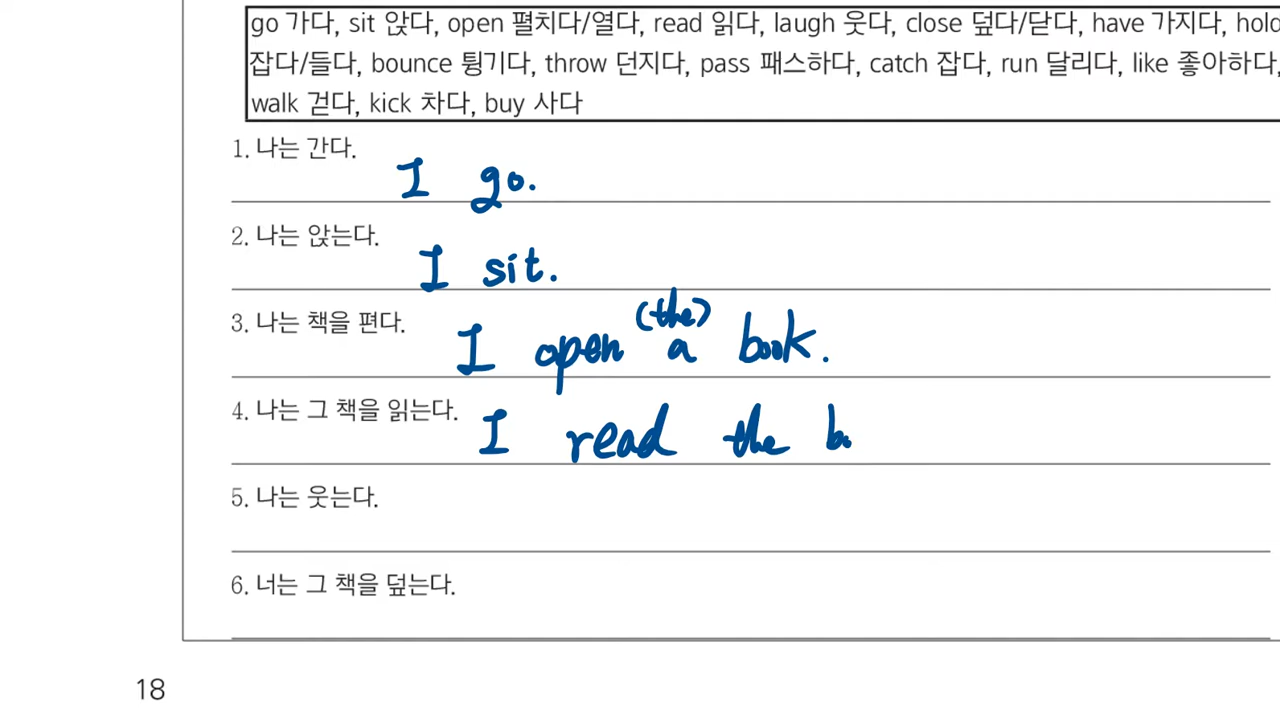 go 가다, sit 앉다, open 펼치다/열다, read 읽다, laugh 웃다, close 덮다/닫다, have 가지다, hold
잡다/들다, bounce 튕기다, throw 던지다, pass 패스하다, catch 잡다, run 달리다, like 좋아하다,
walk 걷다, kick 차다, buy 사다
1. 나는 간다.
I go.
2. 나는 앉는다.
I sit.
3. 나는 책을 편다.
(the)
I open a book.
4. 나는 그 책을 읽는다.
I read the bo
5. 나는 웃는다.
6. 너는 그 책을 덮는다.
18